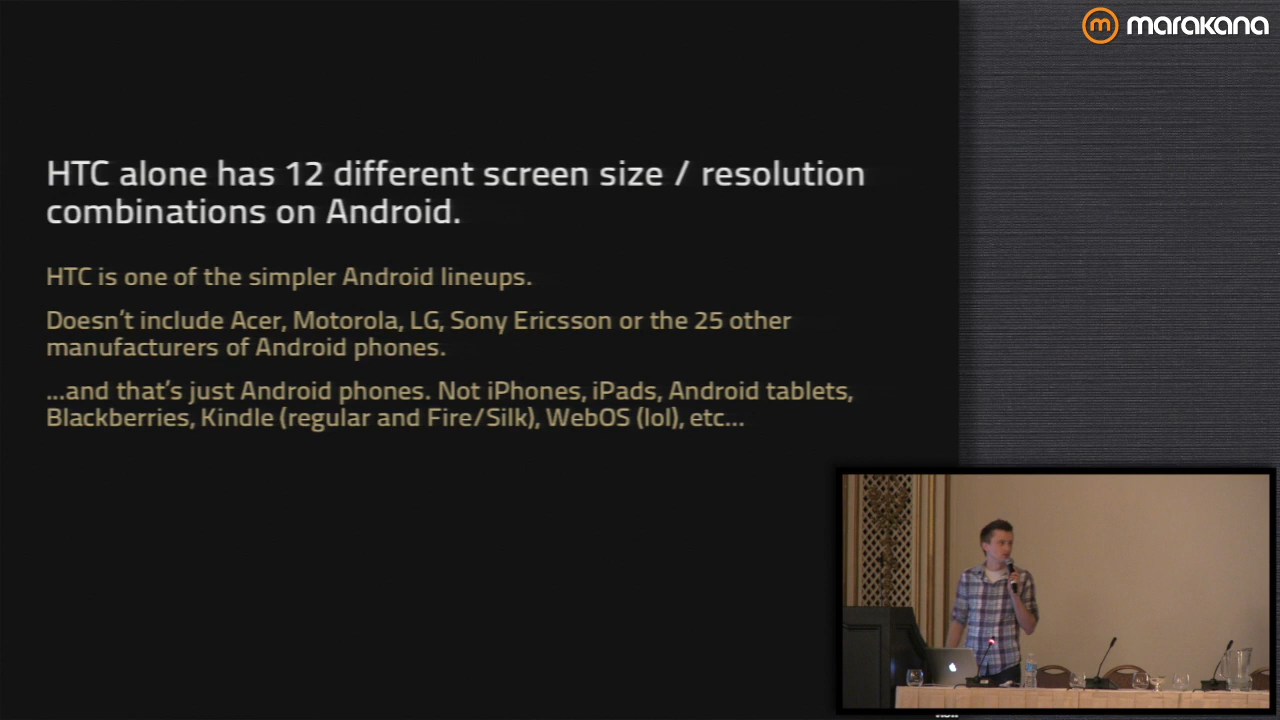 marakana
HTC alone has 12 different screen size / resolution
combinations on Android.
HTC is one of the simpler Android lineups.
Doesn't include Acer, Motorola, LG, Sony Ericsson or the 25 other
manufacturers of Android phones.
...and that's just Android phones. Not iPhones, iPads, Android tablets,
Blackberries, Kindle (regular and Fire/Silk), WebOS (lol), etc...